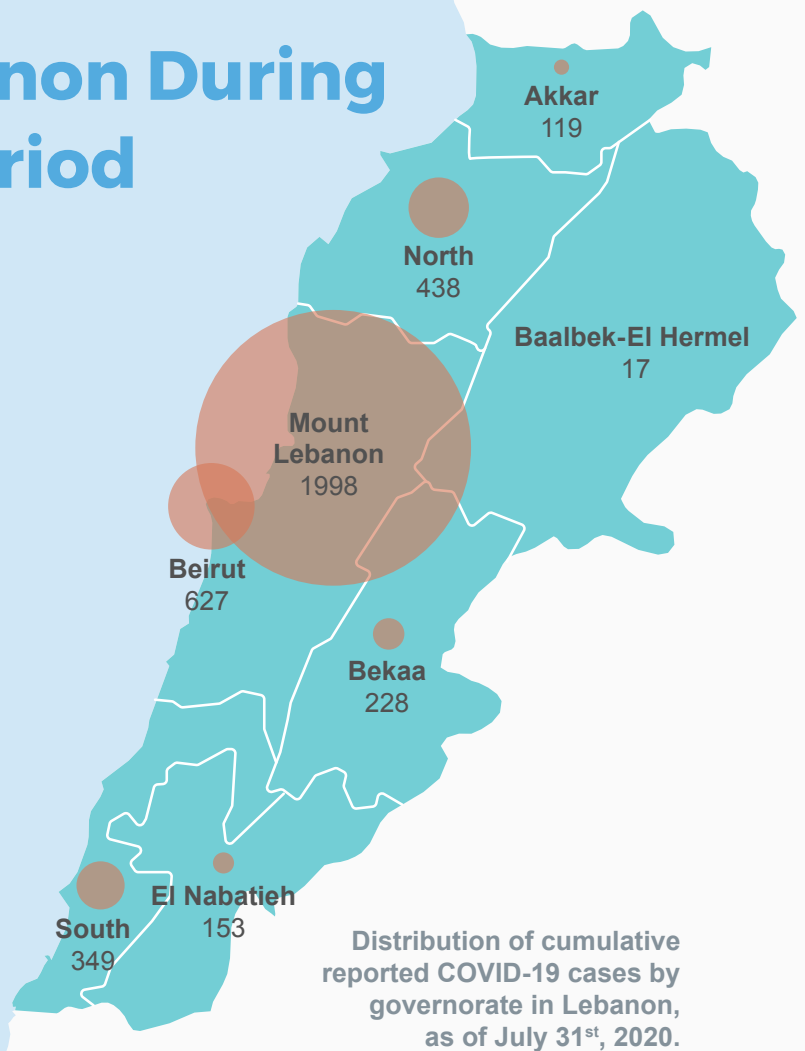 non During
riod
Akkar
119
North
438
Baalbek-El Hermel
17
Mount
Lebanon
1998
Beirut
627
Bekaa
228
El Nabatieh
153
South
349
Distribution of cumulative
reported COVID-19 cases by
governorate in Lebanon,
as of July 31st, 2020.